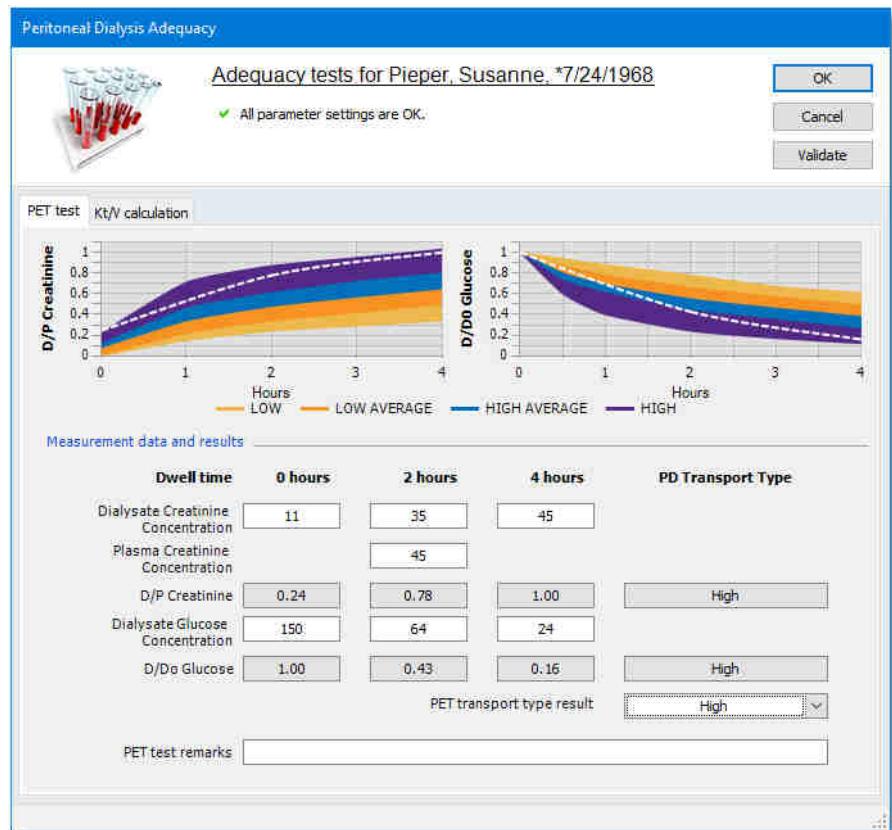 Peritoneal Dialysis Adequacy
Adequacy tests for Pieper, Susanne, *7/24/1968
All parameter settings are OK.
OK
Cancel
Validate
PET test Kt/V calculation
D/P Creatinine
1
0.8
0.6
0.4
0.2
0
0 1 2 3 4
Hours
D/D0 Glucose
1
0.8
0.6
0.4
0.2
0
0 1 2 3 4
Hours
LOW LOW AVERAGE HIGH AVERAGE HIGH
Measurement data and results
Dwell time 0 hours 2 hours 4 hours PD Transport Type
Dialysate Creatinine
Concentration
11 35 45
Plasma Creatinine
Concentration
45
D/P Creatinine 0.24 0.78 1.00 High
Dialysate Glucose
Concentration
150 64 24
D/Do Glucose 1.00 0.43 0.16 High
PET transport type result High
PET test remarks